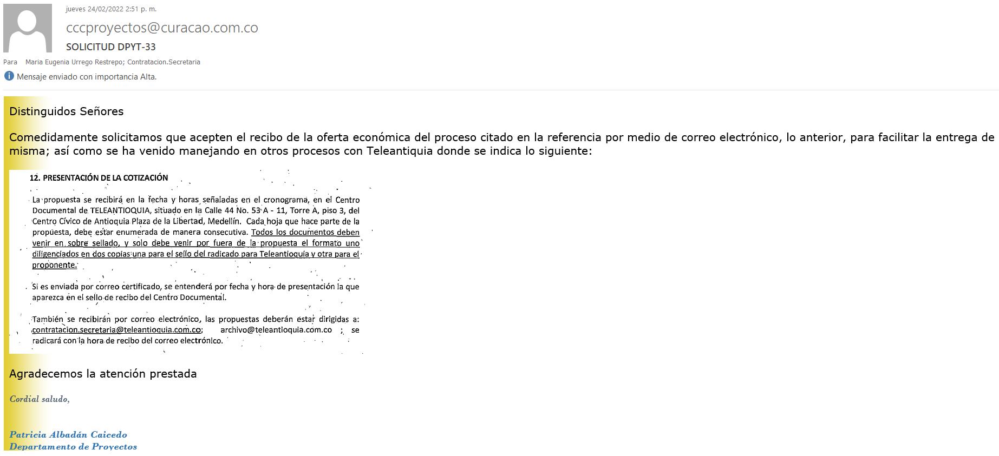 jueves 24/02/2022 2:51 p. m.
cccproyectos@curacao.com.co
SOLICITUD DPYT-33
Para Maria Eugenia Urrego Restrepo; Contratacion.Secretaria
i Mensaje enviado con importancia Alta.
Distinguidos Señores
Comedidamente solicitamos que acepten el recibo de la oferta económica del proceso citado en la referencia por medio de correo electrónico, lo anterior, para facilitar la entrega de
misma; así como se ha venido manejando en otros procesos con Teleantiquia donde se indica lo siguiente:
12. PRESENTACIÓN DE LA COTIZACIÓN
La propuesta se recibirá en la fecha y horas señaladas en el cronograma, en el Centro
Documental de TELEANTIOQUIA, situado en la Calle 44 No. 53 A - 11, Torre A, piso 3, del
Centro Cívico de Antioquia Plaza de la Libertad, Medellín. Cada hoja que hace parte de la
propuesta, debe estar enumerada de manera consecutiva. Todos los documentos deben
venir en sobre sellado, y solo debe venir por fuera de la propuesta el formato uno
diligenciados en dos copias una para el sello del radicado para Teleantioquia y otra para el
proponente.
Si es enviada por correo certificado, se entenderá por fecha y hora de presentación la que
aparezca en el sello de recibo del Centro Documental.
También se recibirán por correo electrónico, las propuestas deberán estar dirigidas a:
contratacion.secretaria@teleantioquia.com.co; archivo@teleantioquia.com.co ; se
radicará con la hora de recibo del correo electrónico.
Agradecemos la atención prestada
Cordial saludo,
Patricia Albadán Caicedo
Departamento de Proyectos